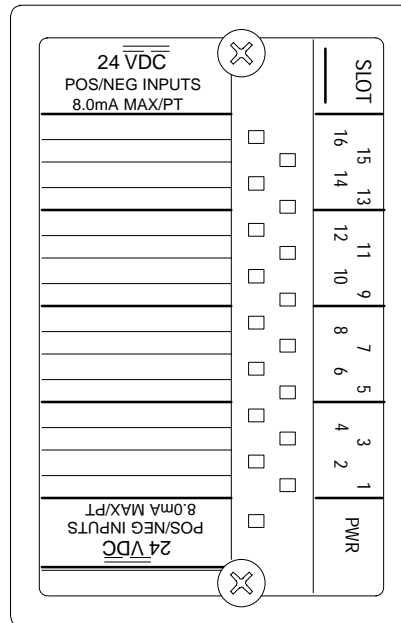 24 VDC
POS/NEG INPUTS
8.0mA MAX/PT
SLOT
16
15
14
13
12
11
10
9
8
7
6
5
4
3
2
1
PWR
24 VDC
POS/NEG INPUTS
8.0mA MAX/PT